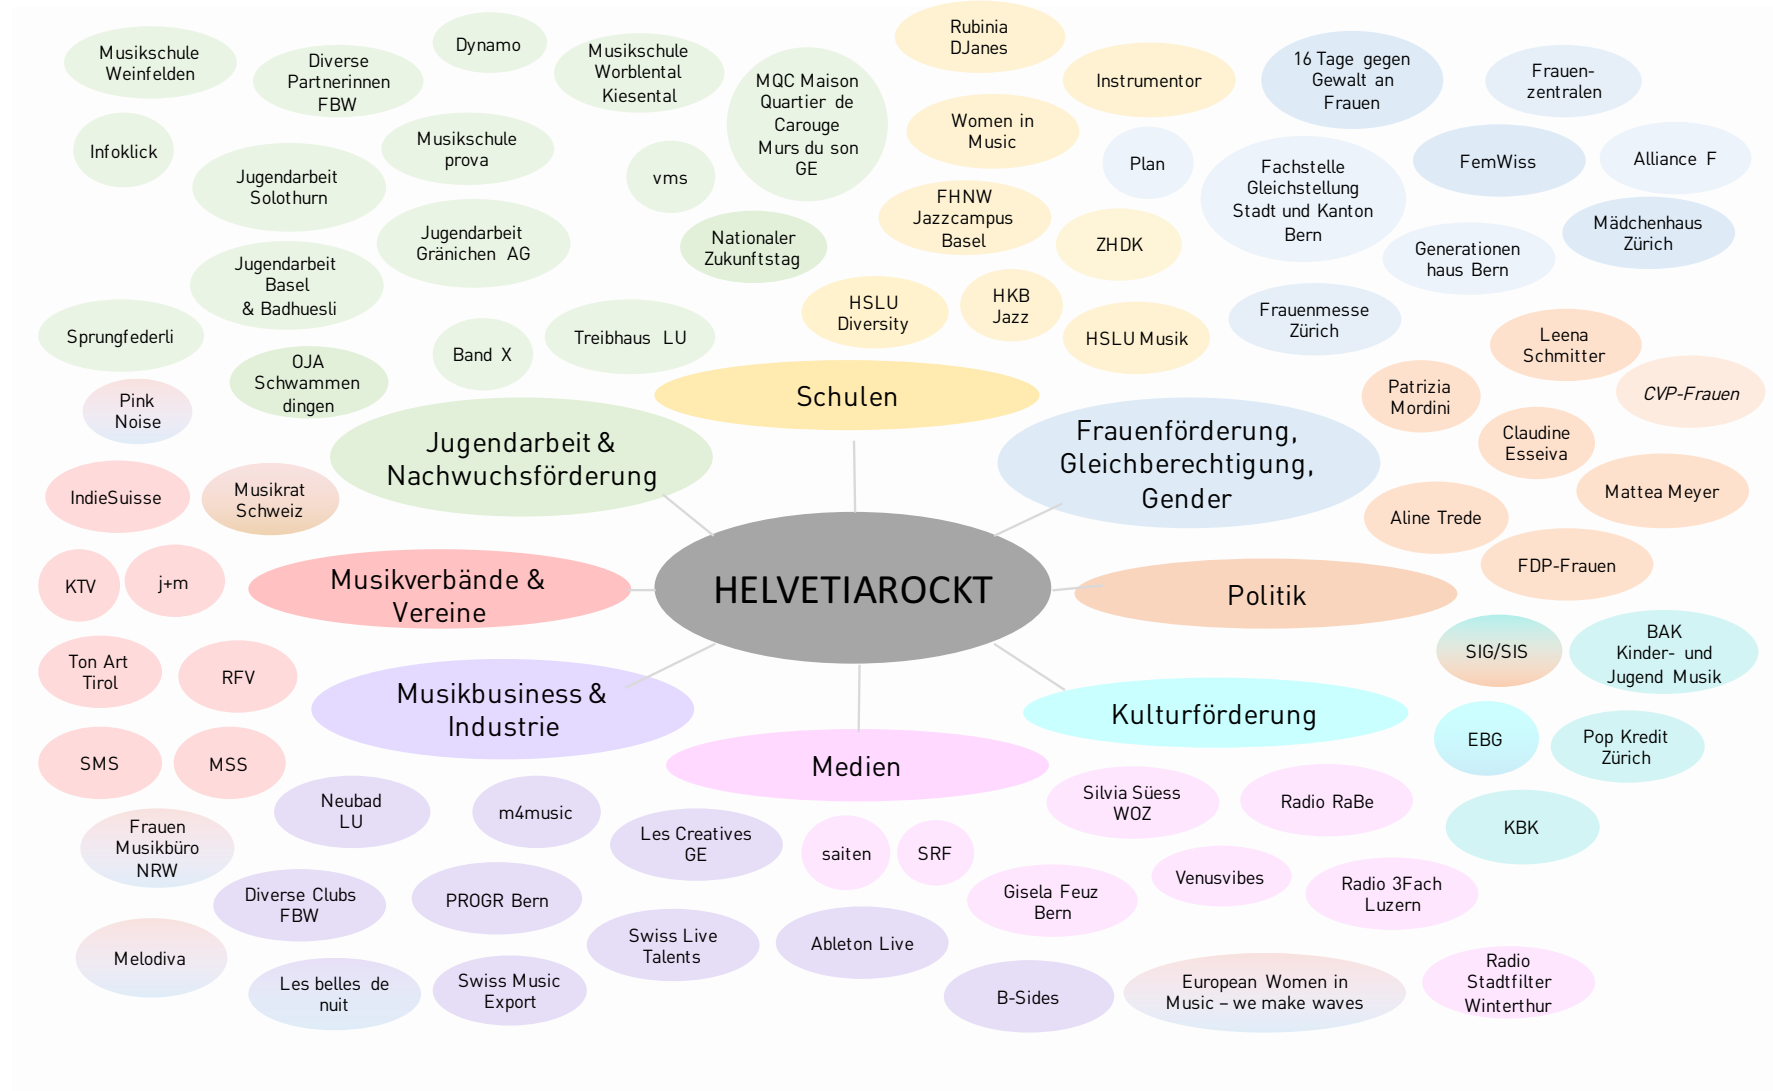 Musikschule
Weinfelden
Diverse
Partnerinnen
FBW
Dynamo
Musikschule
Worblental
Kiesental
MQC Maison
Quartier de
Carouge
Murs du son
GE
Rubinia
DJanes
Instrumentor
16 Tage gegen
Gewalt an
Frauen
Frauen-
zentralen
Infoklick
Musikschule
prova
Jugendarbeit
Solothurn
vms
Women in
Music
Plan
Fachstelle
Gleichstellung
Stadt und Kanton
Bern
FemWiss
Alliance F
Jugendarbeit
Gränichen AG
Nationaler
Zukunftstag
FHNW
Jazzcampus
Basel
ZHDK
Generationen
haus Bern
Mädchenhaus
Zürich
Jugendarbeit
Basel
& Badhuesli
Sprungfederli
Band X
Treibhaus LU
HSLU
Diversity
HKB
Jazz
HSLU Musik
Frauenmesse
Zürich
Leena
Schmitter
OJA
Schwammen
dingen
Pink
Noise
Schulen
Patrizia
Mordini
CVP-Frauen
Jugendarbeit &
Nachwuchsförderung
Frauenförderung,
Gleichberechtigung,
Gender
Claudine
Esseiva
IndieSuisse
Musikrat
Schweiz
Aline Trede
Mattea Meyer
KTV
j+m
Musikverbände &
Vereine
HELVETIAROCKT
Politik
FDP-Frauen
Ton Art
Tirol
RFV
SIG/SIS
BAK
Kinder- und
Jugend Musik
Musikbusiness &
Industrie
Kulturförderung
EBG
Pop Kredit
Zürich
SMS
MSS
Medien
Neubad
LU
m4music
Les Creatives
GE
saiten
SRF
Silvia Süess
WOZ
Radio RaBe
KBK
Frauen
Musikbüro
NRW
Diverse Clubs
FBW
PROGR Bern
Gisela Feuz
Bern
Venusvibes
Radio 3Fach
Luzern
Melodiva
Swiss Live
Talents
Ableton Live
Les belles de
nuit
Swiss Music
Export
B-Sides
European Women in
Music – we make waves
Radio
Stadtfilter
Winterthur